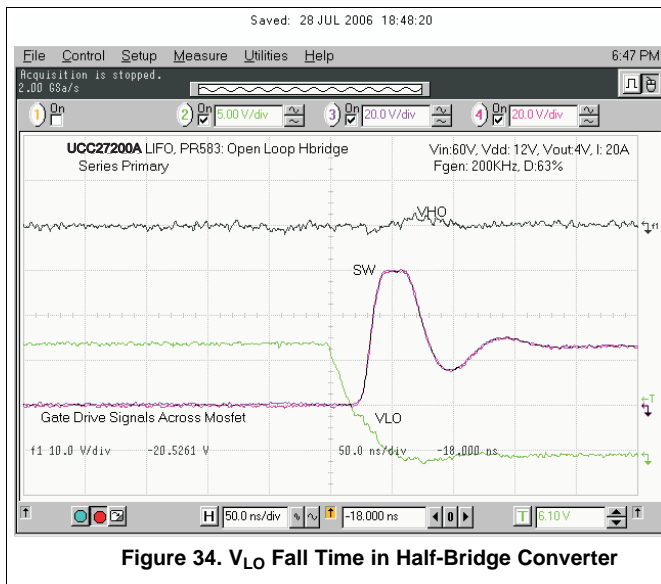 Saved: 28 JUL 2006 18:48:20
File Control Setup Measure Utilities Help 6:47 PM
Acquisition is stopped.
2.00 GSa/s
1 On 2 On 5.00 V/div 3 On 20.0 V/div 4 On 20.0 V/div
UCC27200A LIFO, PR583: Open Loop Hbridge Vin:60V, Vdd: 12V, Vout:4V, I: 20A
Series Primary Fgen: 200KHz, D:63%
VHO
f1
SW
T
Gate Drive Signals Across Mosfet VLO
f1 10.0 V/div -20.5261 V 50.0 ns/div -18.000 ns
H 50.0 ns/div -18.000 ns 0 T 6.10 V
Figure 34. VLO Fall Time in Half-Bridge Converter